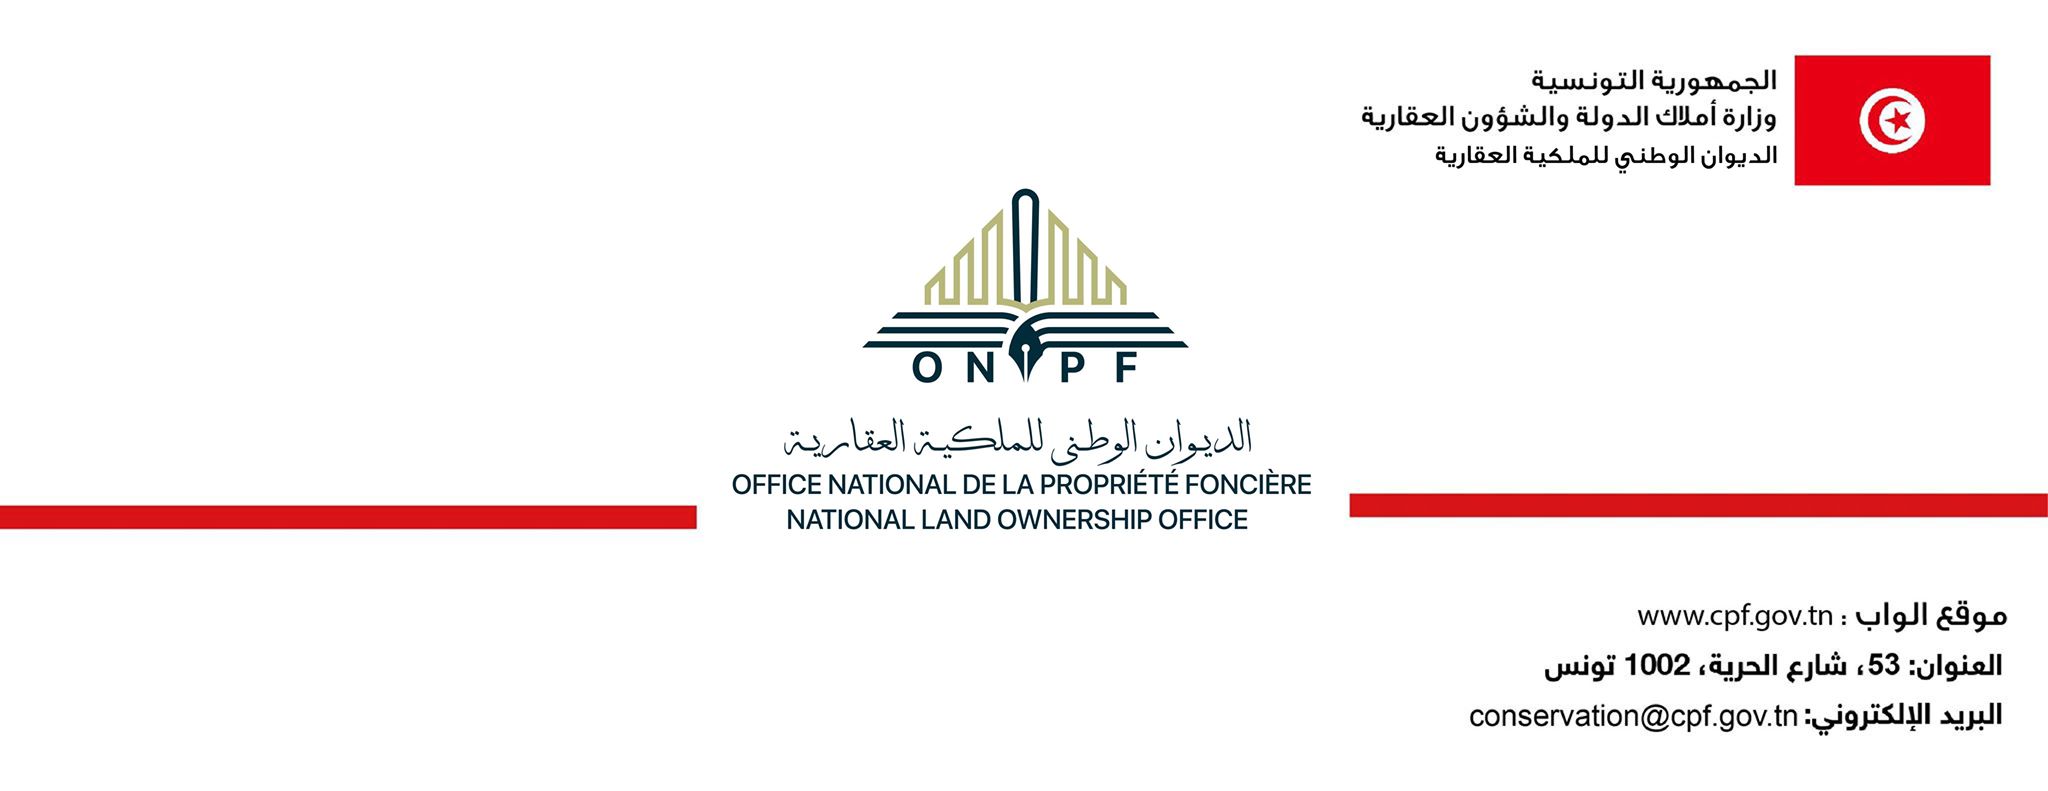 الجمهورية التونسية
وزارة أملاك الدولة والشؤون العقارية
الديوان الوطني للملكية العقارية
ONPF
الديوان الوطني للملكية العقارية
OFFICE NATIONAL DE LA PROPRIÉTÉ FONCIÈRE
NATIONAL LAND OWNERSHIP OFFICE
موقع الواب : www.cpf.gov.tn
العنوان: 53، شارع الحرية، 1002 تونس
البريد الإلكتروني: conservation@cpf.gov.tn